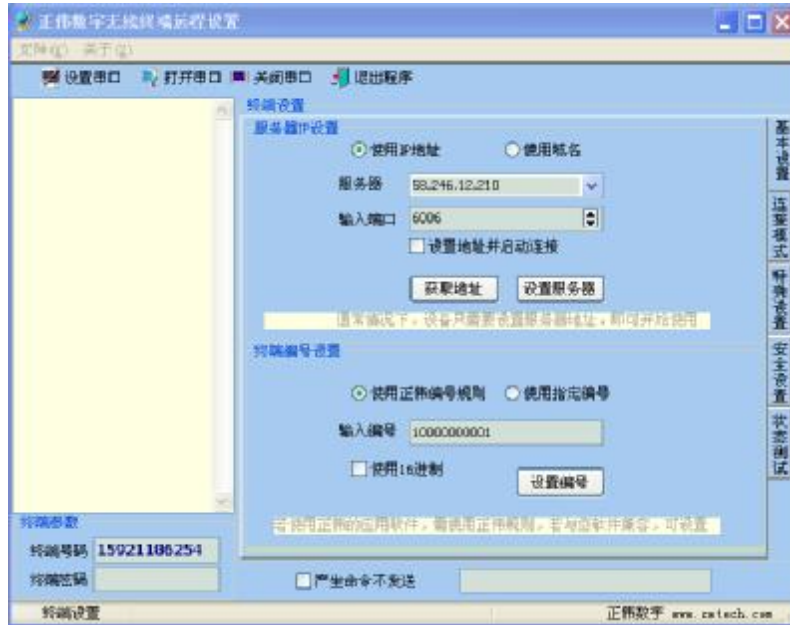 正伟数字无线终端远程设置
关于(Z)
设置串口 打开串口 关闭串口 退出程序
终端设置
服务器IP设置
使用IP地址 使用域名
服务器 58.246.12.210
输入端口 6006
设置地址并启动连接
获取地址 设置服务器
通常情况下，设备只需要设置服务器地址，即可开始使用
终端编号设置
使用正伟编号规则 使用指定编号
输入编号 10000000001
使用16进制
设置编号
若使用正伟的应用软件，需使用正伟规则，若与您软件兼容，可设置
基本设置
连接模式
特殊设置
安全设置
状态测试
终端参数
终端号码 15921106254
终端密码
产生命令不发送
终端设置 正伟数字 www.zmtech.com